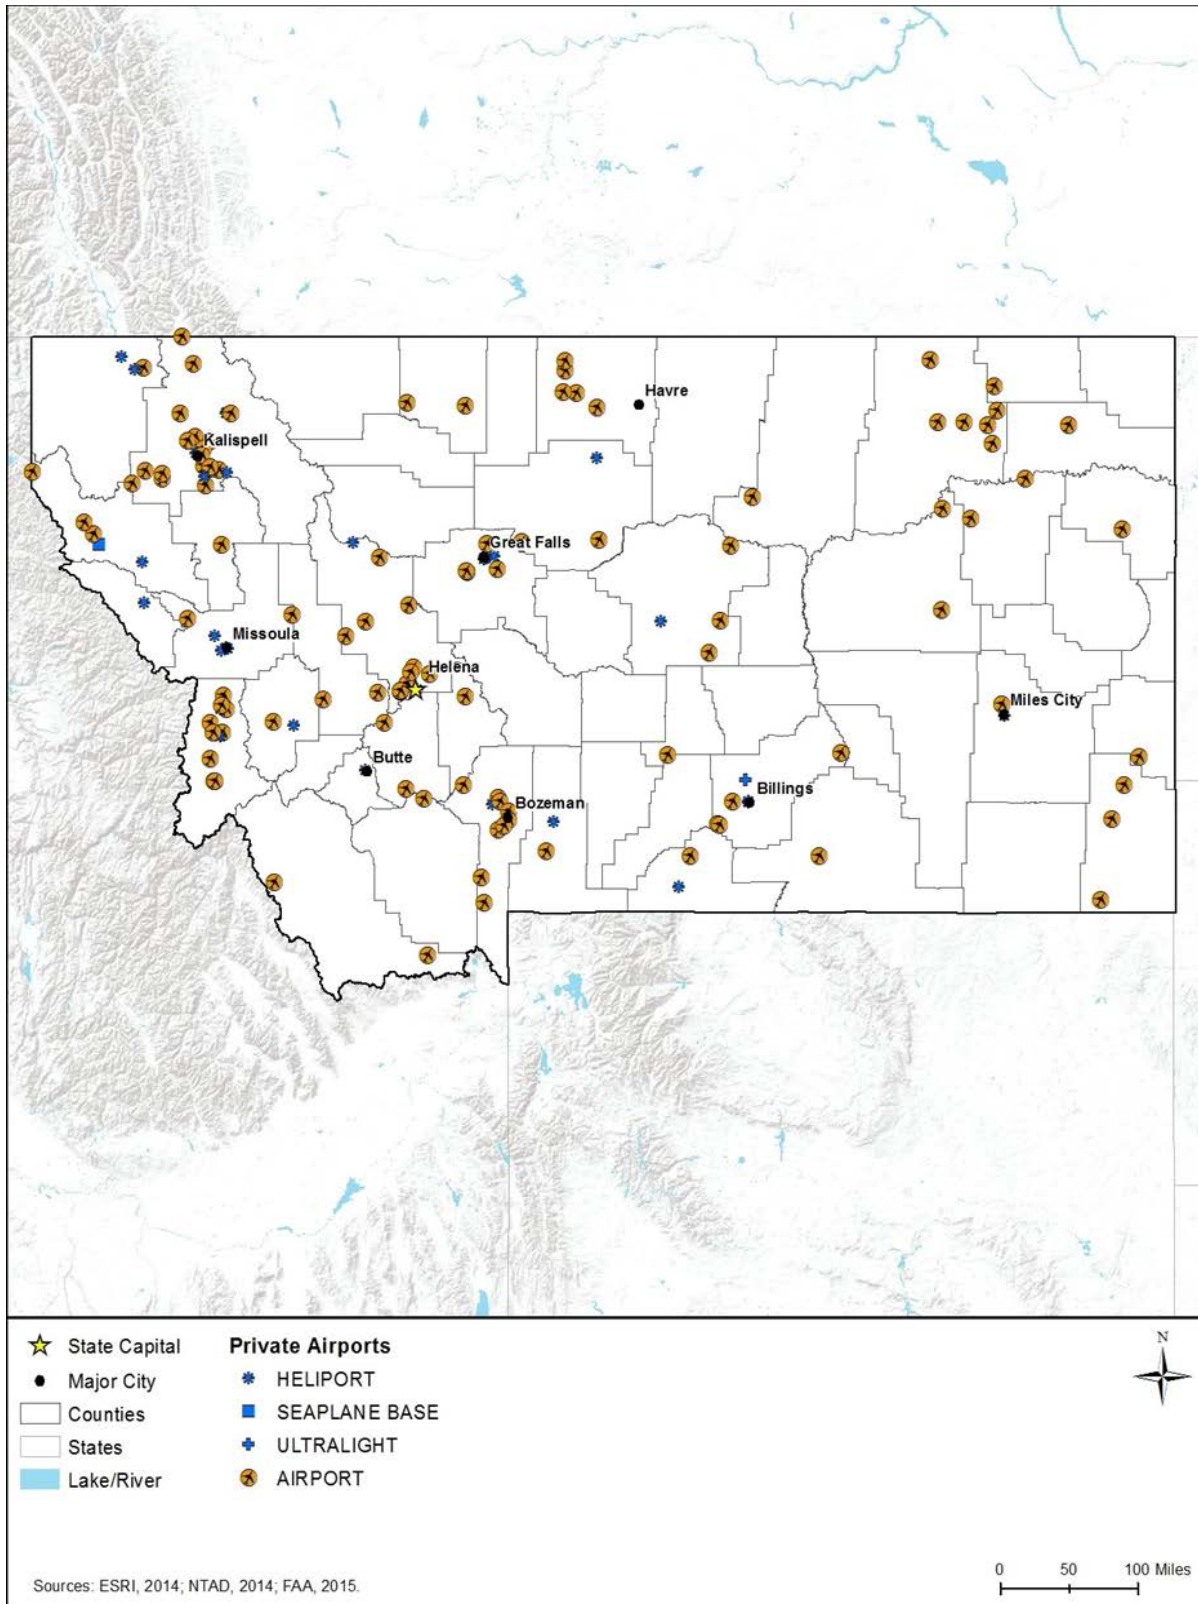 Havre
Kalispell
Great Falls
Missoula
Helena
Miles City
Butte
Billings
Bozeman
State Capital
Major City
Counties
States
Lake/River
Private Airports
HELIPORT
SEAPLANE BASE
ULTRALIGHT
AIRPORT
N
Sources: ESRI, 2014; NTAD, 2014; FAA, 2015.
0 50 100 Miles